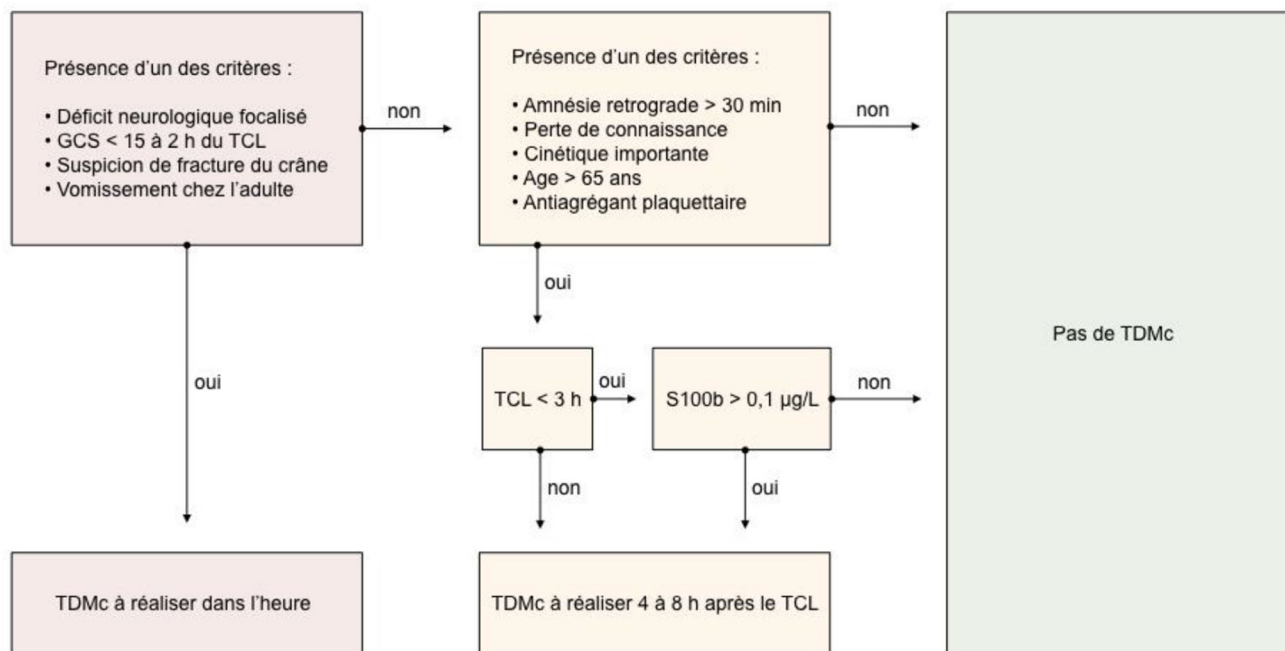 Présence d'un des critères :
• Déficit neurologique focalisé
• GCS < 15 à 2 h du TCL
• Suspicion de fracture du crâne
• Vomissement chez l'adulte
non
Présence d'un des critères :
• Amnésie retrograde > 30 min
• Perte de connaissance
• Cinétique importante
• Age > 65 ans
• Antiagrégant plaquettaire
non
oui
oui
TCL < 3 h
oui
S100b > 0,1 µg/L
non
non
oui
Pas de TDMc
TDMc à réaliser dans l'heure
TDMc à réaliser 4 à 8 h après le TCL